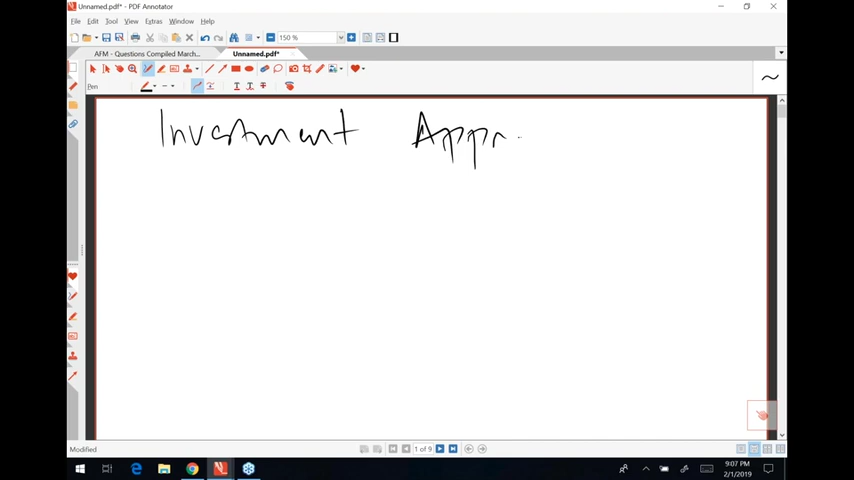 Unnamed.pdf* - PDF Annotator
File Edit Tool View Extras Window Help
150 %
AFM - Questions Compiled March... Unnamed.pdf*
Pen
Investment Appr
1 of 9
Modified
9:07 PM
2/1/2019